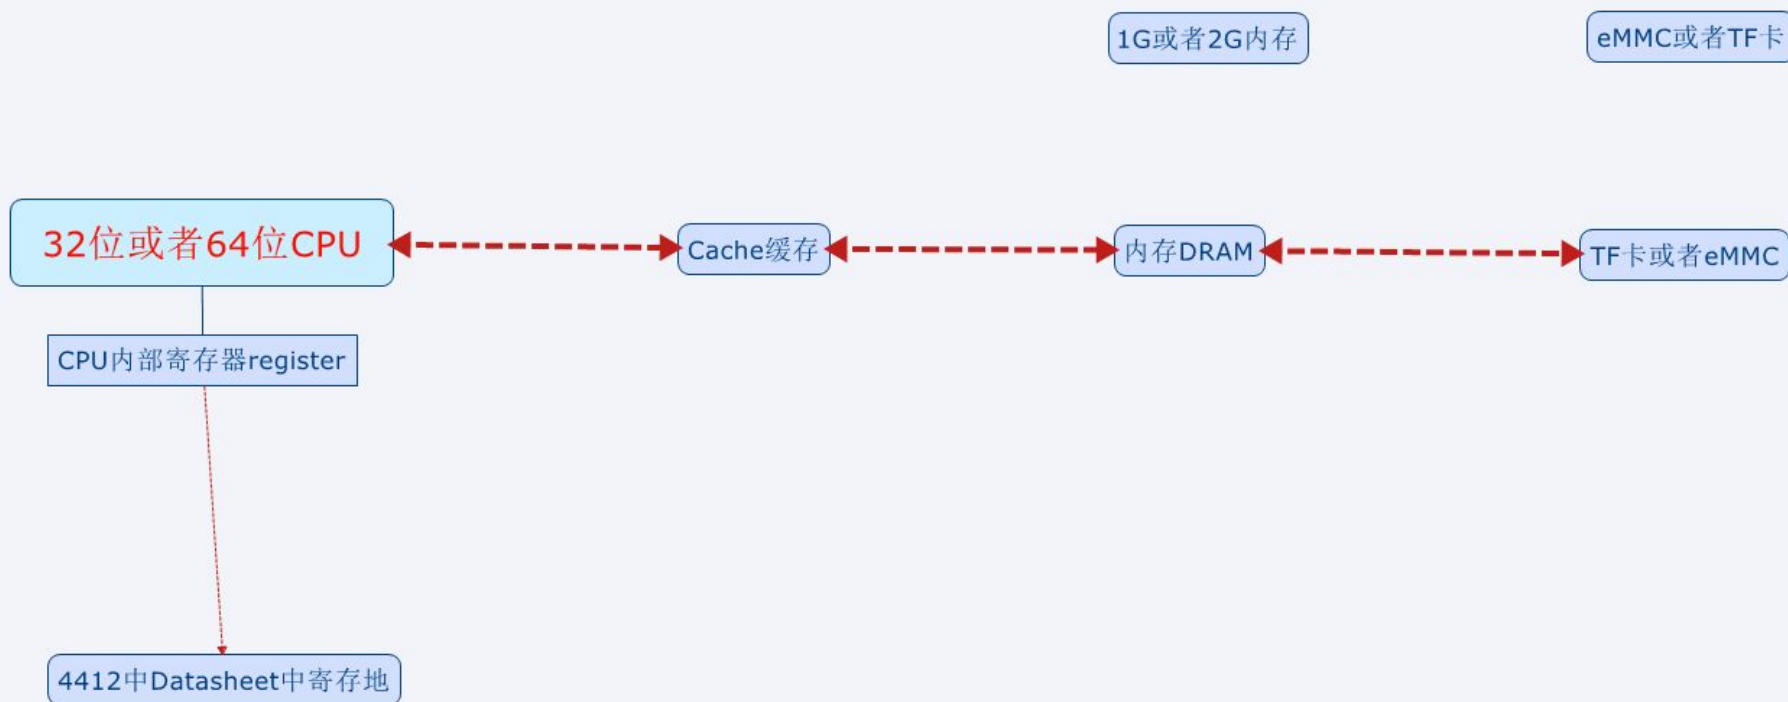 1G或者2G内存
eMMC或者TF卡
32位或者64位CPU
Cache缓存
内存DRAM
TF卡或者eMMC
CPU内部寄存器register
4412中Datasheet中寄存地